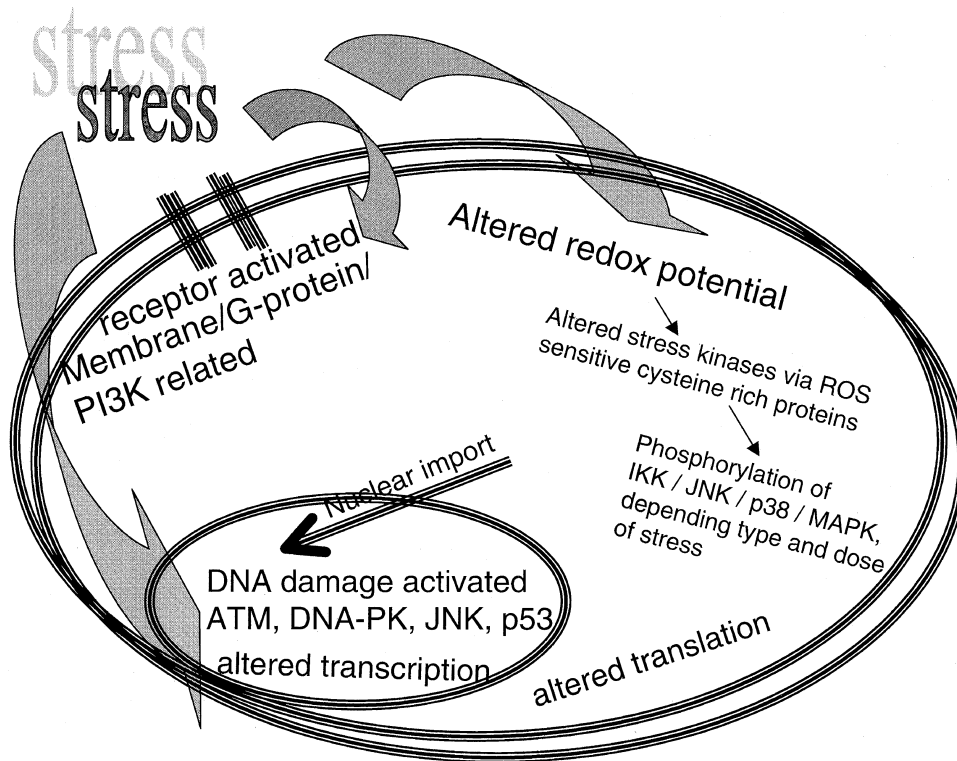 stress
stress
receptor activated
Membrane/G-protein/
PI3K related
Altered redox potential
Altered stress kinases via ROS
sensitive cysteine rich proteins
Phosphorylation of
IKK / JNK / p38 / MAPK,
depending type and dose
of stress
Nuclear import
DNA damage activated
ATM, DNA-PK, JNK, p53
altered transcription
altered translation